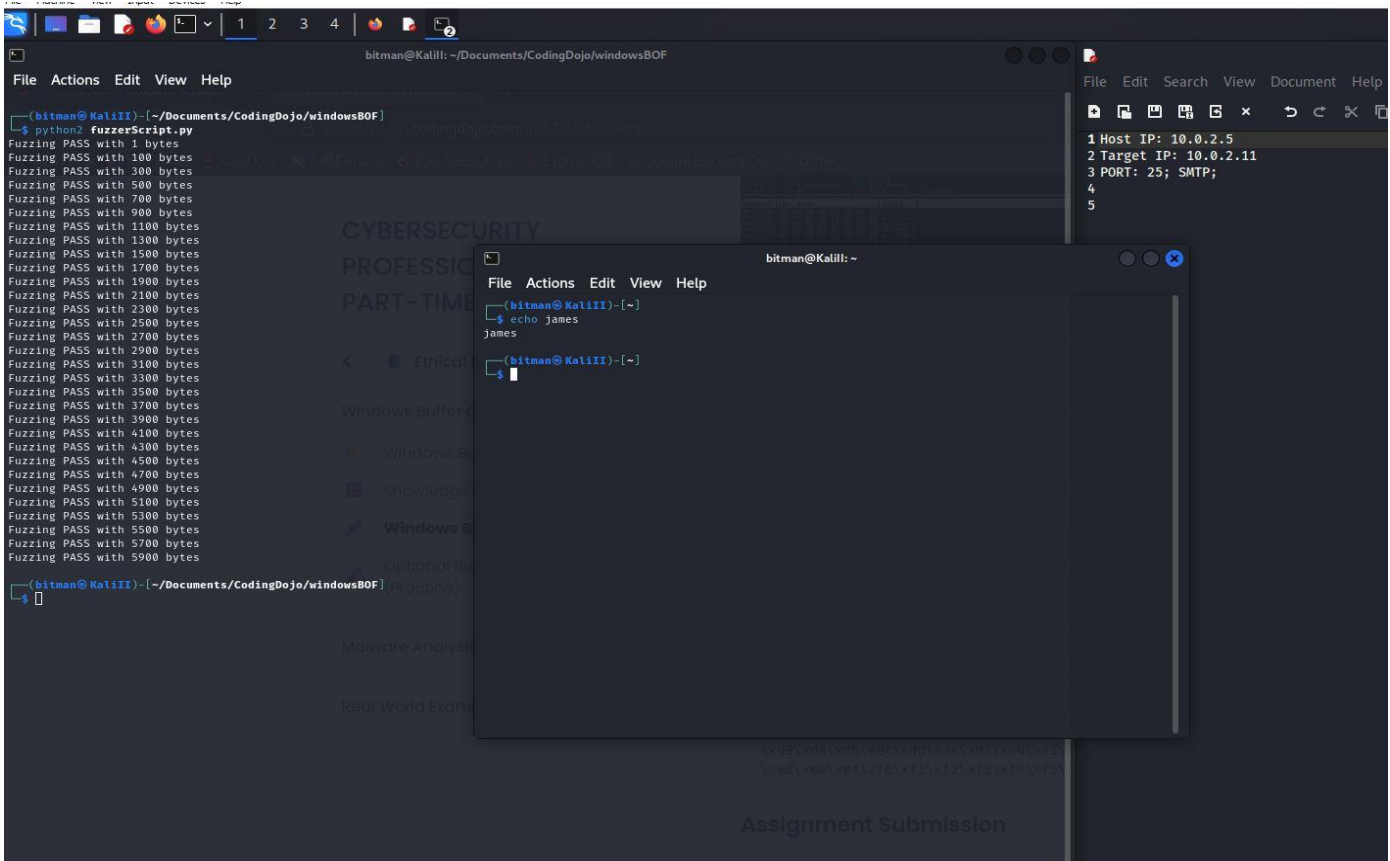 1 2 3 4
2
bitman@KaliII: ~/Documents/CodingDojo/windowsBOF
File Actions Edit View Help
(bitman㉿KaliII)-[~/Documents/CodingDojo/windowsBOF]
$ python2 fuzzerScript.py
Fuzzing PASS with 1 bytes
Fuzzing PASS with 100 bytes
Fuzzing PASS with 300 bytes
Fuzzing PASS with 500 bytes
Fuzzing PASS with 700 bytes
Fuzzing PASS with 900 bytes
Fuzzing PASS with 1100 bytes
Fuzzing PASS with 1300 bytes
Fuzzing PASS with 1500 bytes
Fuzzing PASS with 1700 bytes
Fuzzing PASS with 1900 bytes
Fuzzing PASS with 2100 bytes
Fuzzing PASS with 2300 bytes
Fuzzing PASS with 2500 bytes
Fuzzing PASS with 2700 bytes
Fuzzing PASS with 2900 bytes
Fuzzing PASS with 3100 bytes
Fuzzing PASS with 3300 bytes
Fuzzing PASS with 3500 bytes
Fuzzing PASS with 3700 bytes
Fuzzing PASS with 3900 bytes
Fuzzing PASS with 4100 bytes
Fuzzing PASS with 4300 bytes
Fuzzing PASS with 4500 bytes
Fuzzing PASS with 4700 bytes
Fuzzing PASS with 4900 bytes
Fuzzing PASS with 5100 bytes
Fuzzing PASS with 5300 bytes
Fuzzing PASS with 5500 bytes
Fuzzing PASS with 5700 bytes
Fuzzing PASS with 5900 bytes
(bitman㉿KaliII)-[~/Documents/CodingDojo/windowsBOF]
$
CYBERSECURITY
PROFESSIO
PART-TIME
Ethical
Windows Buffer
Windows Bu
Knowledge
Windows B
Optional Bu
(Practice)
Malware Analysis
Real World Exam
bitman@KaliII: ~
File Actions Edit View Help
(bitman㉿KaliII)-[~]
$ echo james
james
(bitman㉿KaliII)-[~]
$
Assignment Submission
File Edit Search View Document Help
1 Host IP: 10.0.2.5
2 Target IP: 10.0.2.11
3 PORT: 25; SMTP;
4
5